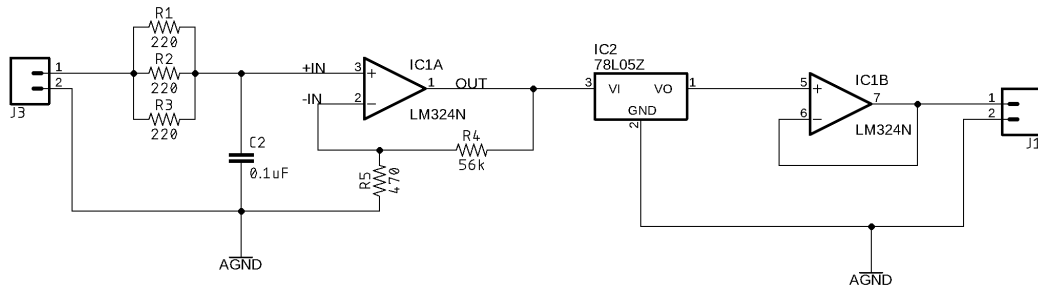 R1
220
R2
220
R3
220
1
2
J3
C2
0.1uF
+IN
-IN
3
2
1
OUT
IC1A
LM324N
R4
56k
R5
470
AGND
IC2
78L05Z
3
VI
VO
1
GND
2
5
6
7
IC1B
LM324N
1
2
J1
AGND